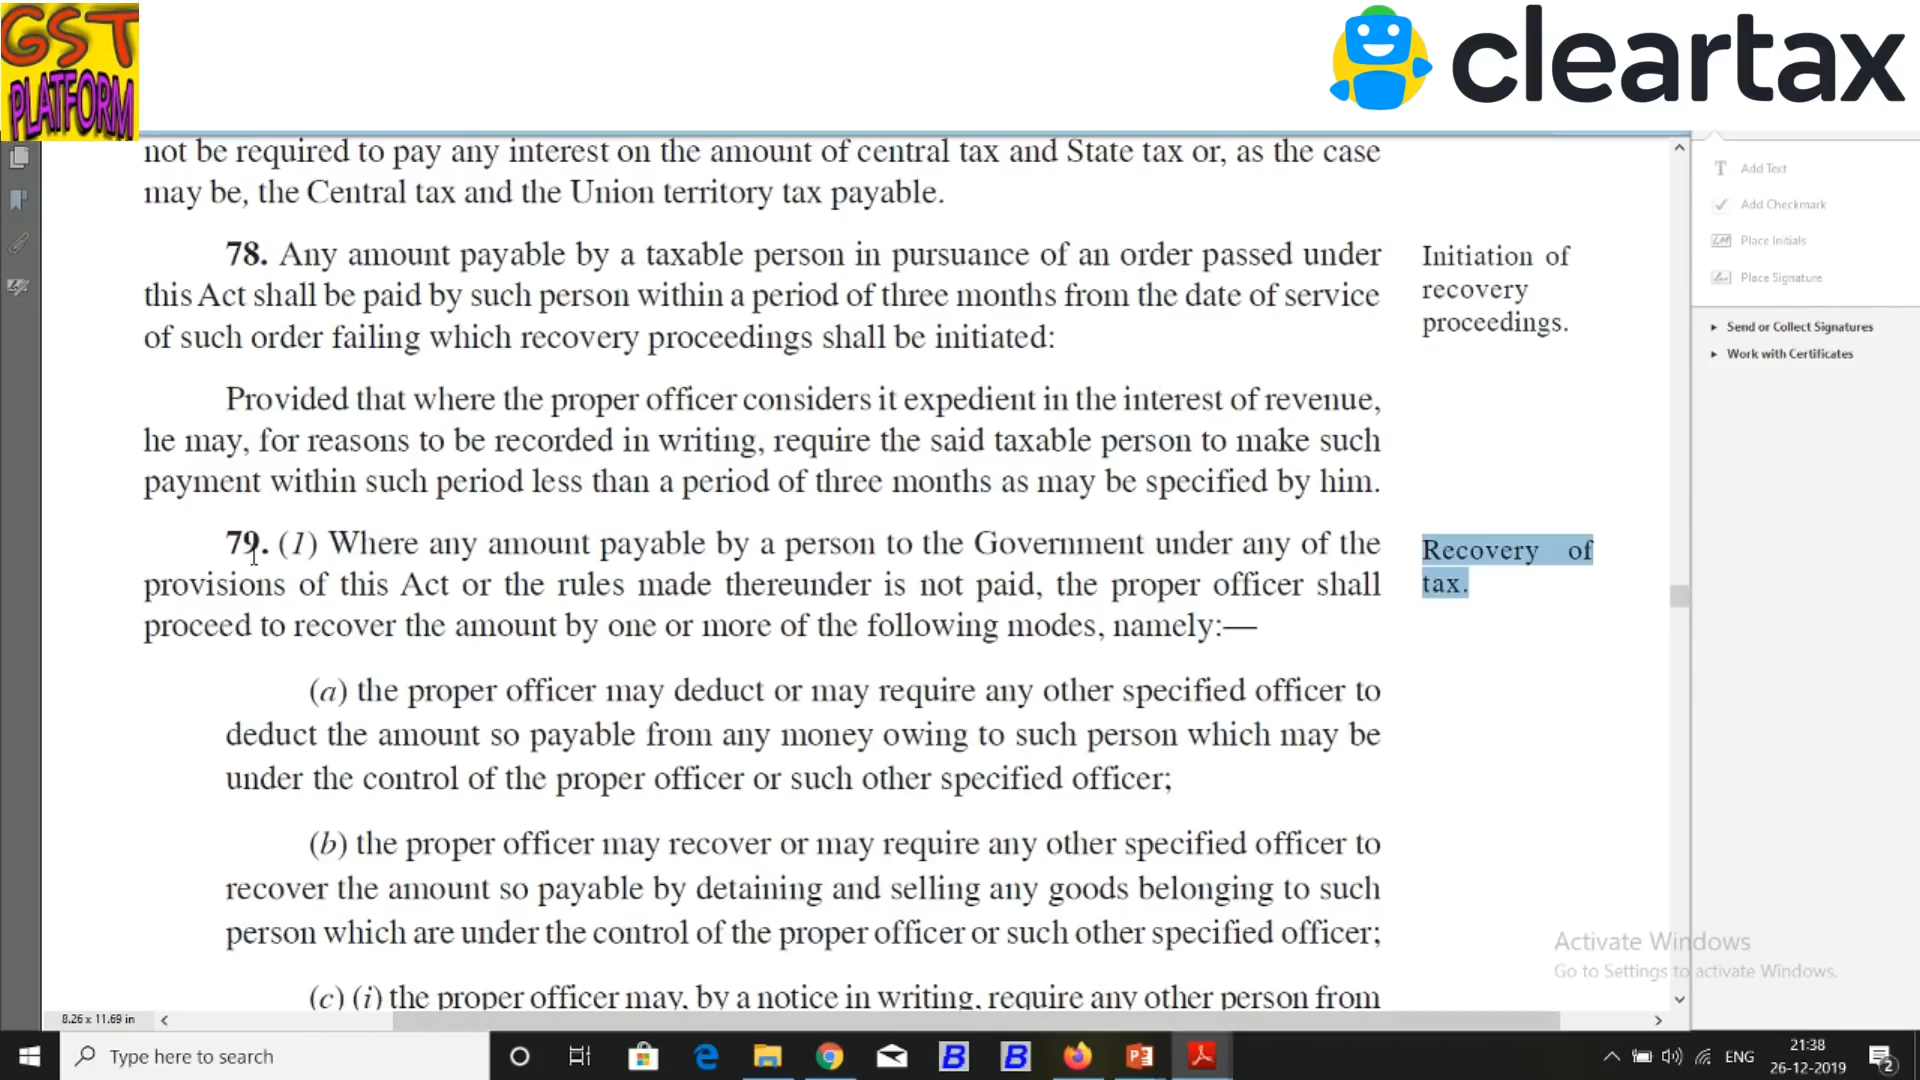 GST
PLATFORM
cleartax
not be required to pay any interest on the amount of central tax and State tax or, as the case
may be, the Central tax and the Union territory tax payable.
78. Any amount payable by a taxable person in pursuance of an order passed under
this Act shall be paid by such person within a period of three months from the date of service
of such order failing which recovery proceedings shall be initiated:
Initiation of
recovery
proceedings.
Provided that where the proper officer considers it expedient in the interest of revenue,
he may, for reasons to be recorded in writing, require the said taxable person to make such
payment within such period less than a period of three months as may be specified by him.
79. (1) Where any amount payable by a person to the Government under any of the
provisions of this Act or the rules made thereunder is not paid, the proper officer shall
proceed to recover the amount by one or more of the following modes, namely:—
Recovery of
tax.
(a) the proper officer may deduct or may require any other specified officer to
deduct the amount so payable from any money owing to such person which may be
under the control of the proper officer or such other specified officer;
(b) the proper officer may recover or may require any other specified officer to
recover the amount so payable by detaining and selling any goods belonging to such
person which are under the control of the proper officer or such other specified officer;
(c) (i) the proper officer may, by a notice in writing, require any other person from
Add Text
Add Checkmark
Place Initials
Place Signature
Send or Collect Signatures
Work with Certificates
Activate Windows
Go to Settings to activate Windows.
8.26 x 11.69 in
Type here to search
ENG
21:38
26-12-2019
2